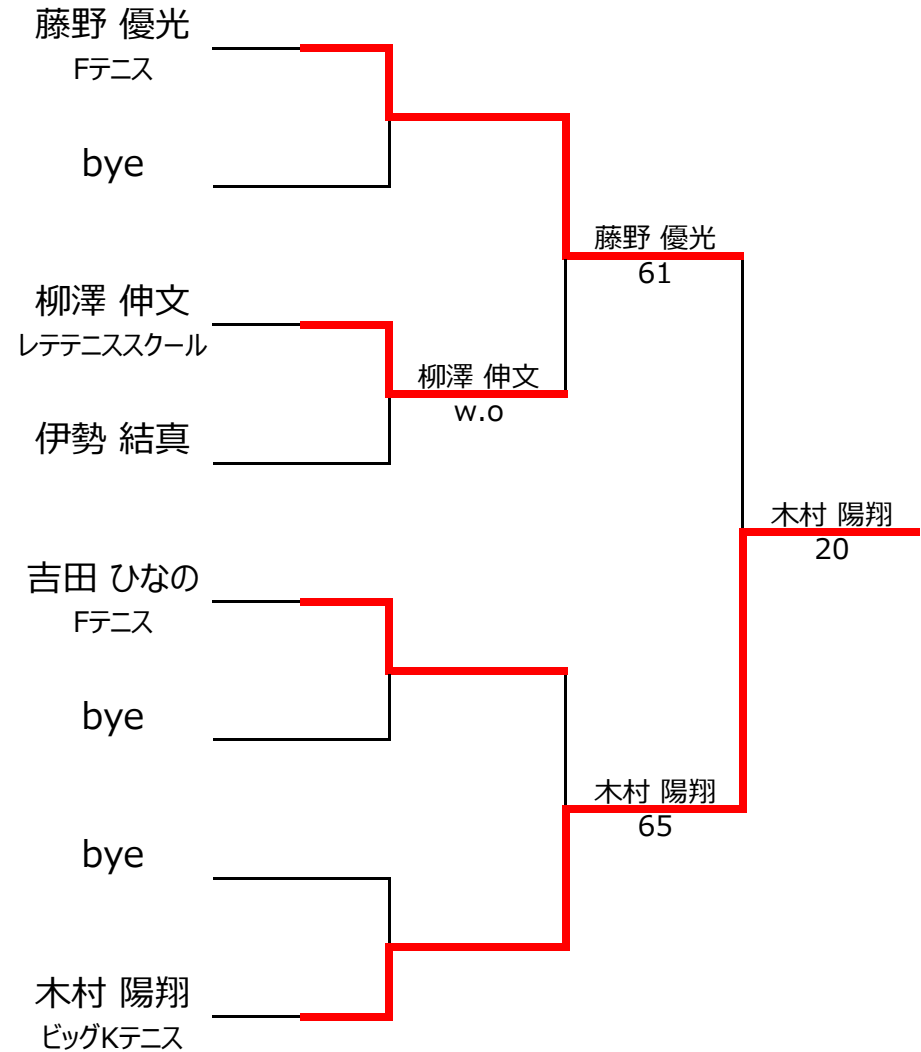 藤野 優光
Fテニス
bye
藤野 優光
61
柳澤 伸文
レテテニススクール
柳澤 伸文
w.o
伊勢 結真
木村 陽翔
20
吉田 ひなの
Fテニス
bye
木村 陽翔
65
bye
木村 陽翔
ビッグKテニス